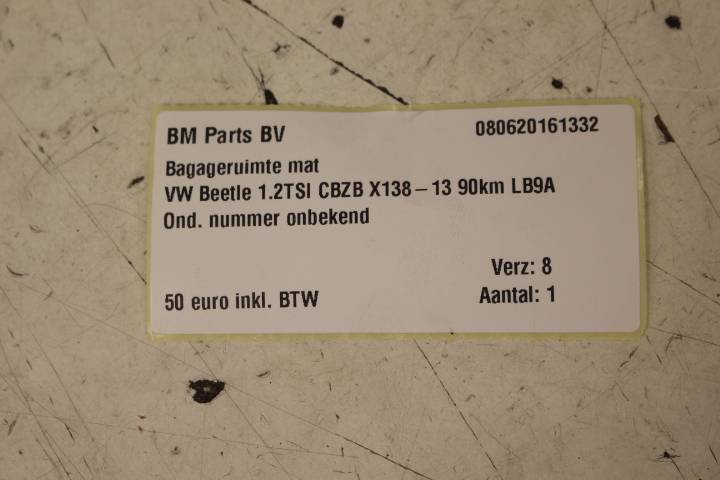 BM Parts BV 080620161332
Bagageruimte mat
VW Beetle 1.2TSI CBZB X138-13 90km LB9A
Ond. nummer onbekend
Verz: 8
50 euro inkl. BTW Aantal: 1